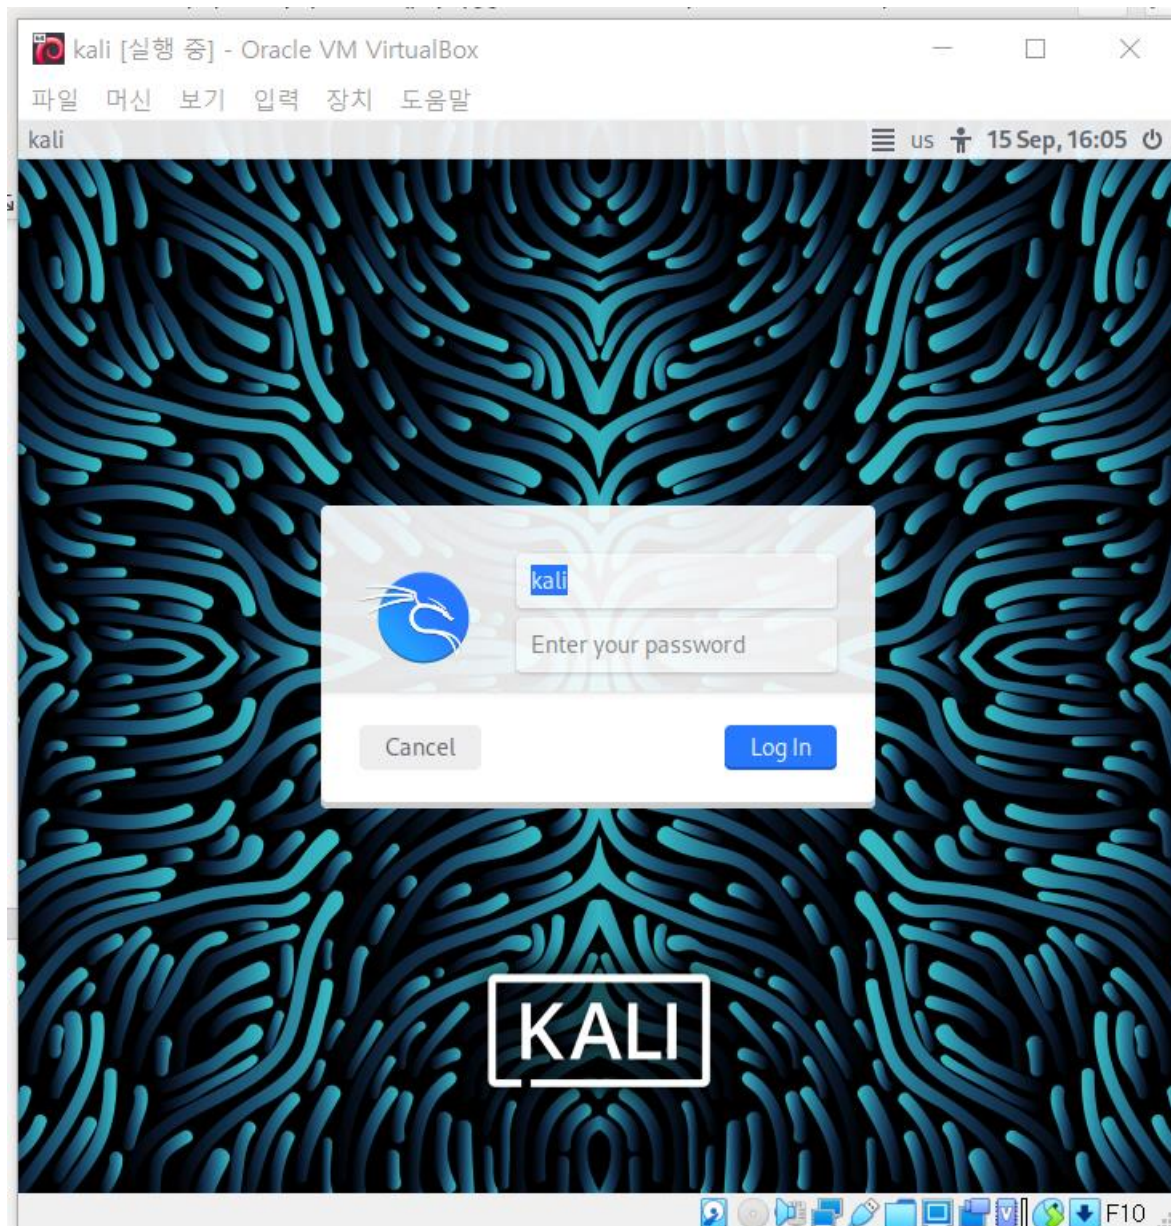 kali [실행 중] - Oracle VM VirtualBox
파일 머신 보기 입력 장치 도움말
kali us 15 Sep, 16:05
kali
Enter your password
Cancel Log In
KALI
F10